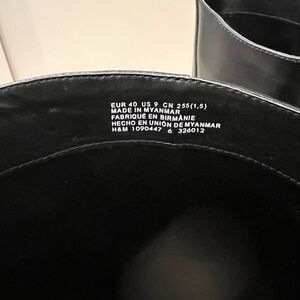 EUR 40 US 9 CN 255(1,5)
MADE IN MYANMAR
FABRIQUÉ EN BIRMÂNIE
HECHO EN UNIÓN DE MYANMAR
H&M 1090447 6 326012